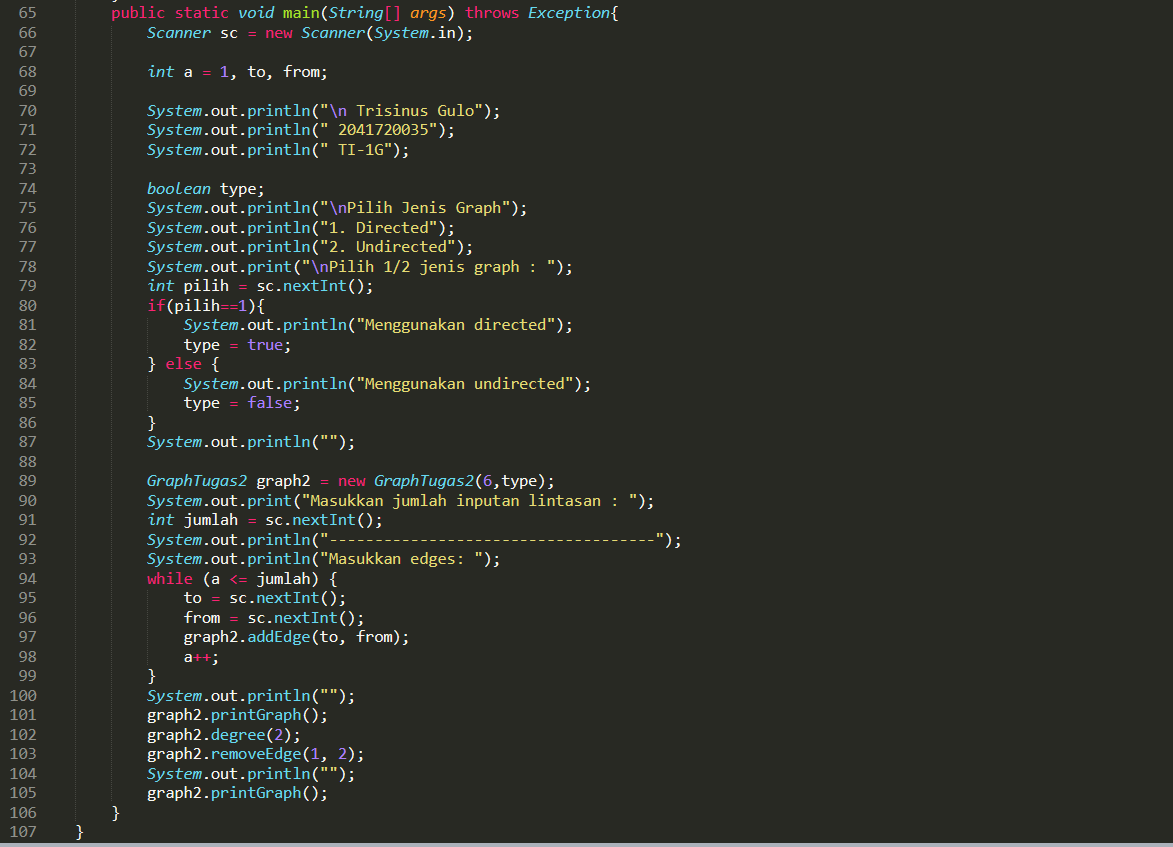 65 public static void main(String[] args) throws Exception{
66 Scanner sc = new Scanner(System.in);
67
68 int a = 1, to, from;
69
70 System.out.println("\n Trisinus Gulo");
71 System.out.println(" 2041720035");
72 System.out.println(" TI-1G");
73
74 boolean type;
75 System.out.println("\nPilih Jenis Graph");
76 System.out.println("1. Directed");
77 System.out.println("2. Undirected");
78 System.out.print("\nPilih 1/2 jenis graph : ");
79 int pilih = sc.nextInt();
80 if(pilih==1){
81 System.out.println("Menggunakan directed");
82 type = true;
83 } else {
84 System.out.println("Menggunakan undirected");
85 type = false;
86 }
87 System.out.println("");
88
89 GraphTugas2 graph2 = new GraphTugas2(6,type);
90 System.out.print("Masukkan jumlah inputan lintasan : ");
91 int jumlah = sc.nextInt();
92 System.out.println("------------------------------------");
93 System.out.println("Masukkan edges: ");
94 while (a <= jumlah) {
95 to = sc.nextInt();
96 from = sc.nextInt();
97 graph2.addEdge(to, from);
98 a++;
99 }
100 System.out.println("");
101 graph2.printGraph();
102 graph2.degree(2);
103 graph2.removeEdge(1, 2);
104 System.out.println("");
105 graph2.printGraph();
106 }
107 }